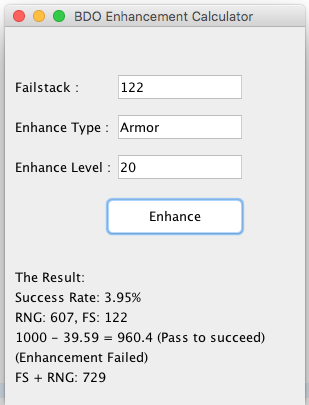 BDO Enhancement Calculator
Failstack : 122
Enhance Type : Armor
Enhance Level : 20
Enhance
The Result:
Success Rate: 3.95%
RNG: 607, FS: 122
1000 - 39.59 = 960.4 (Pass to succeed)
(Enhancement Failed)
FS + RNG: 729